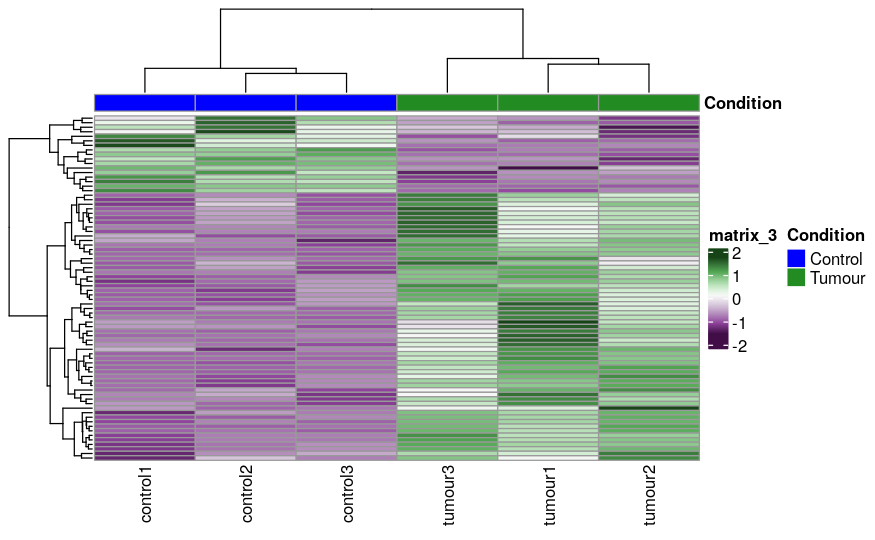 Condition
matrix_3 Condition
2
1
0
-1
-2
Control
Tumour
control1
control2
control3
tumour3
tumour1
tumour2